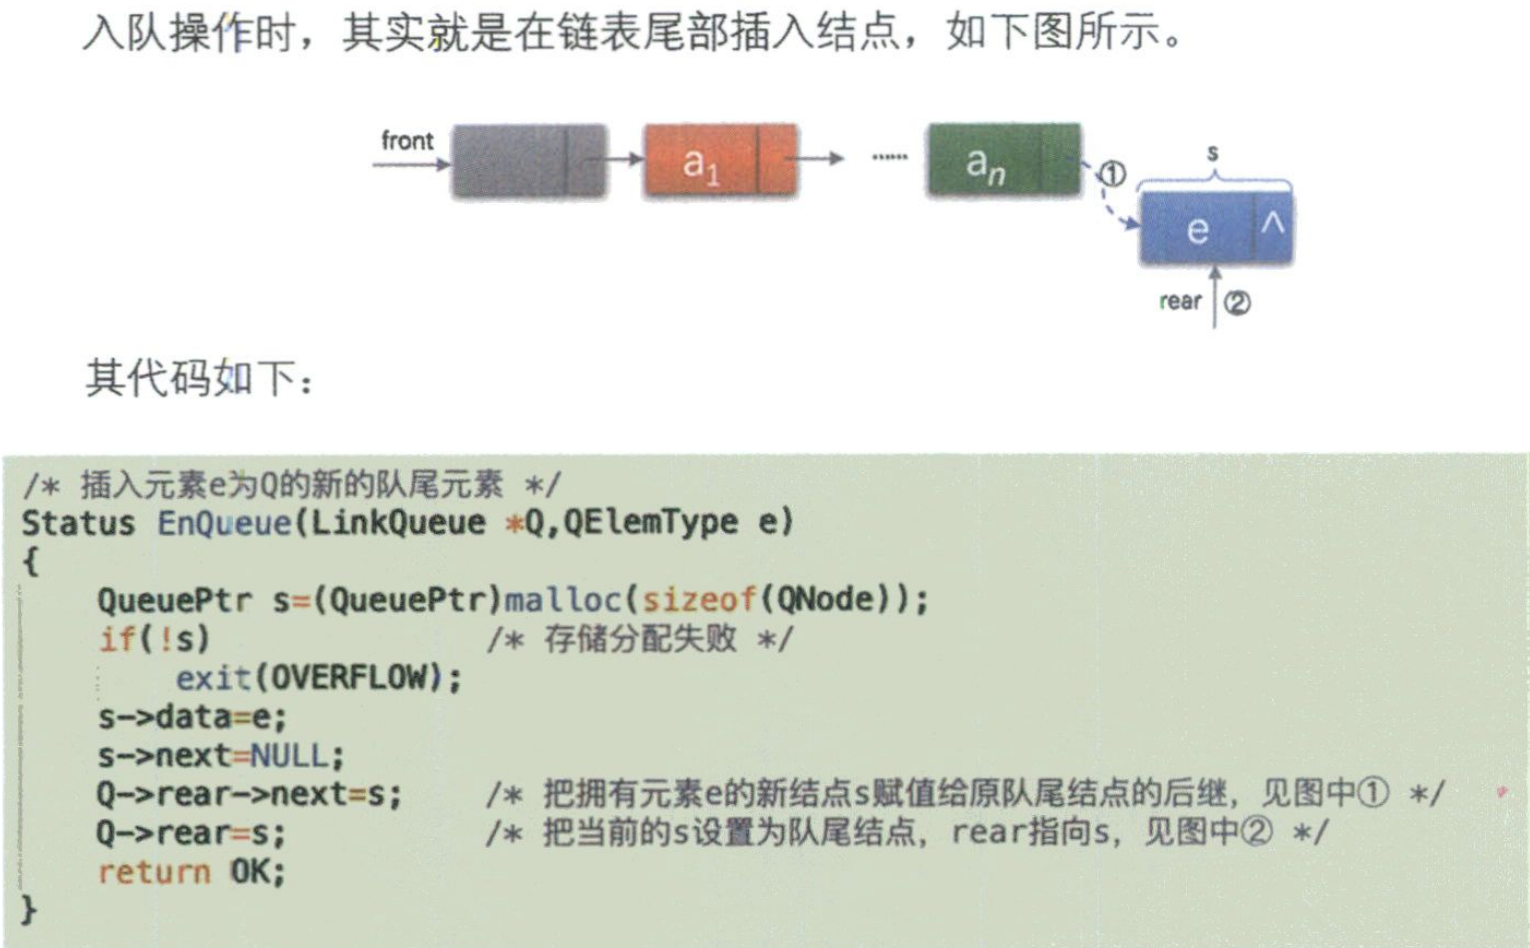 入队操作时，其实就是在链表尾部插入结点，如下图所示。
front
a₁
······
aₙ
①
s
e
^
rear
②
其代码如下：
/* 插入元素e为Q的新的队尾元素 */
Status EnQueue(LinkQueue *Q,QElemType e)
{
QueuePtr s=(QueuePtr)malloc(sizeof(QNode));
if(!s) /* 存储分配失败 */
exit(OVERFLOW);
s->data=e;
s->next=NULL;
Q->rear->next=s; /* 把拥有元素e的新结点s赋值给原队尾结点的后继，见图中① */
Q->rear=s; /* 把当前的s设置为队尾结点，rear指向s，见图中② */
return OK;
}